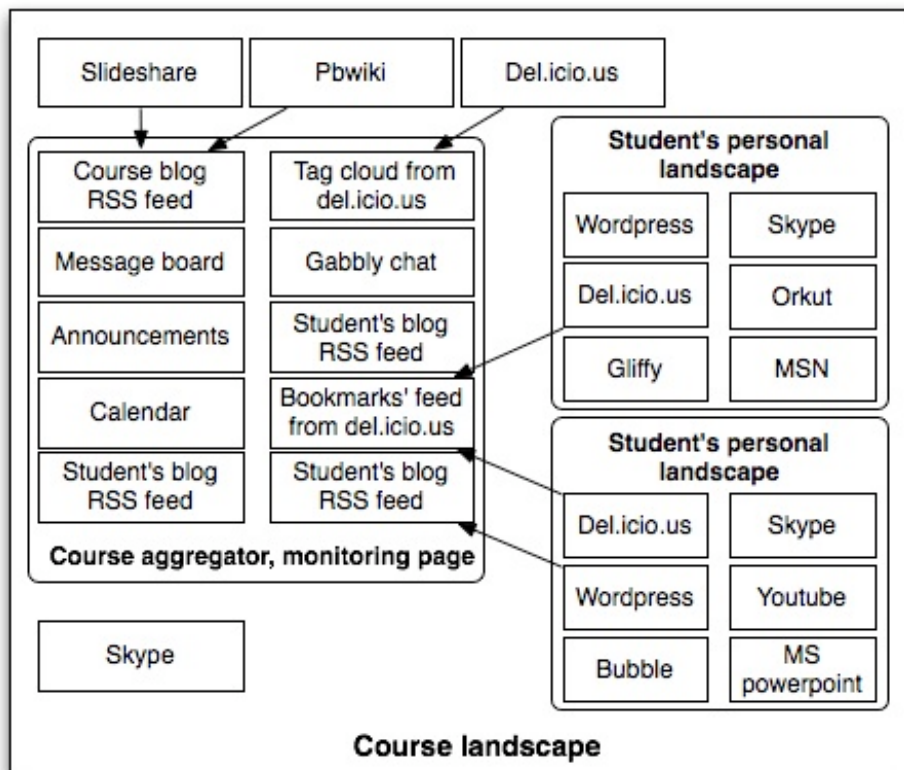 Slideshare
Pbwiki
Del.icio.us
Course blog
RSS feed
Tag cloud from
del.icio.us
Message board
Gabbly chat
Announcements
Student's blog
RSS feed
Calendar
Bookmarks' feed
from del.icio.us
Student's blog
RSS feed
Student's blog
RSS feed
Course aggregator, monitoring page
Skype
Student's personal
landscape
Wordpress
Skype
Del.icio.us
Orkut
Gliffy
MSN
Student's personal
landscape
Del.icio.us
Skype
Wordpress
Youtube
Bubble
MS
powerpoint
Course landscape